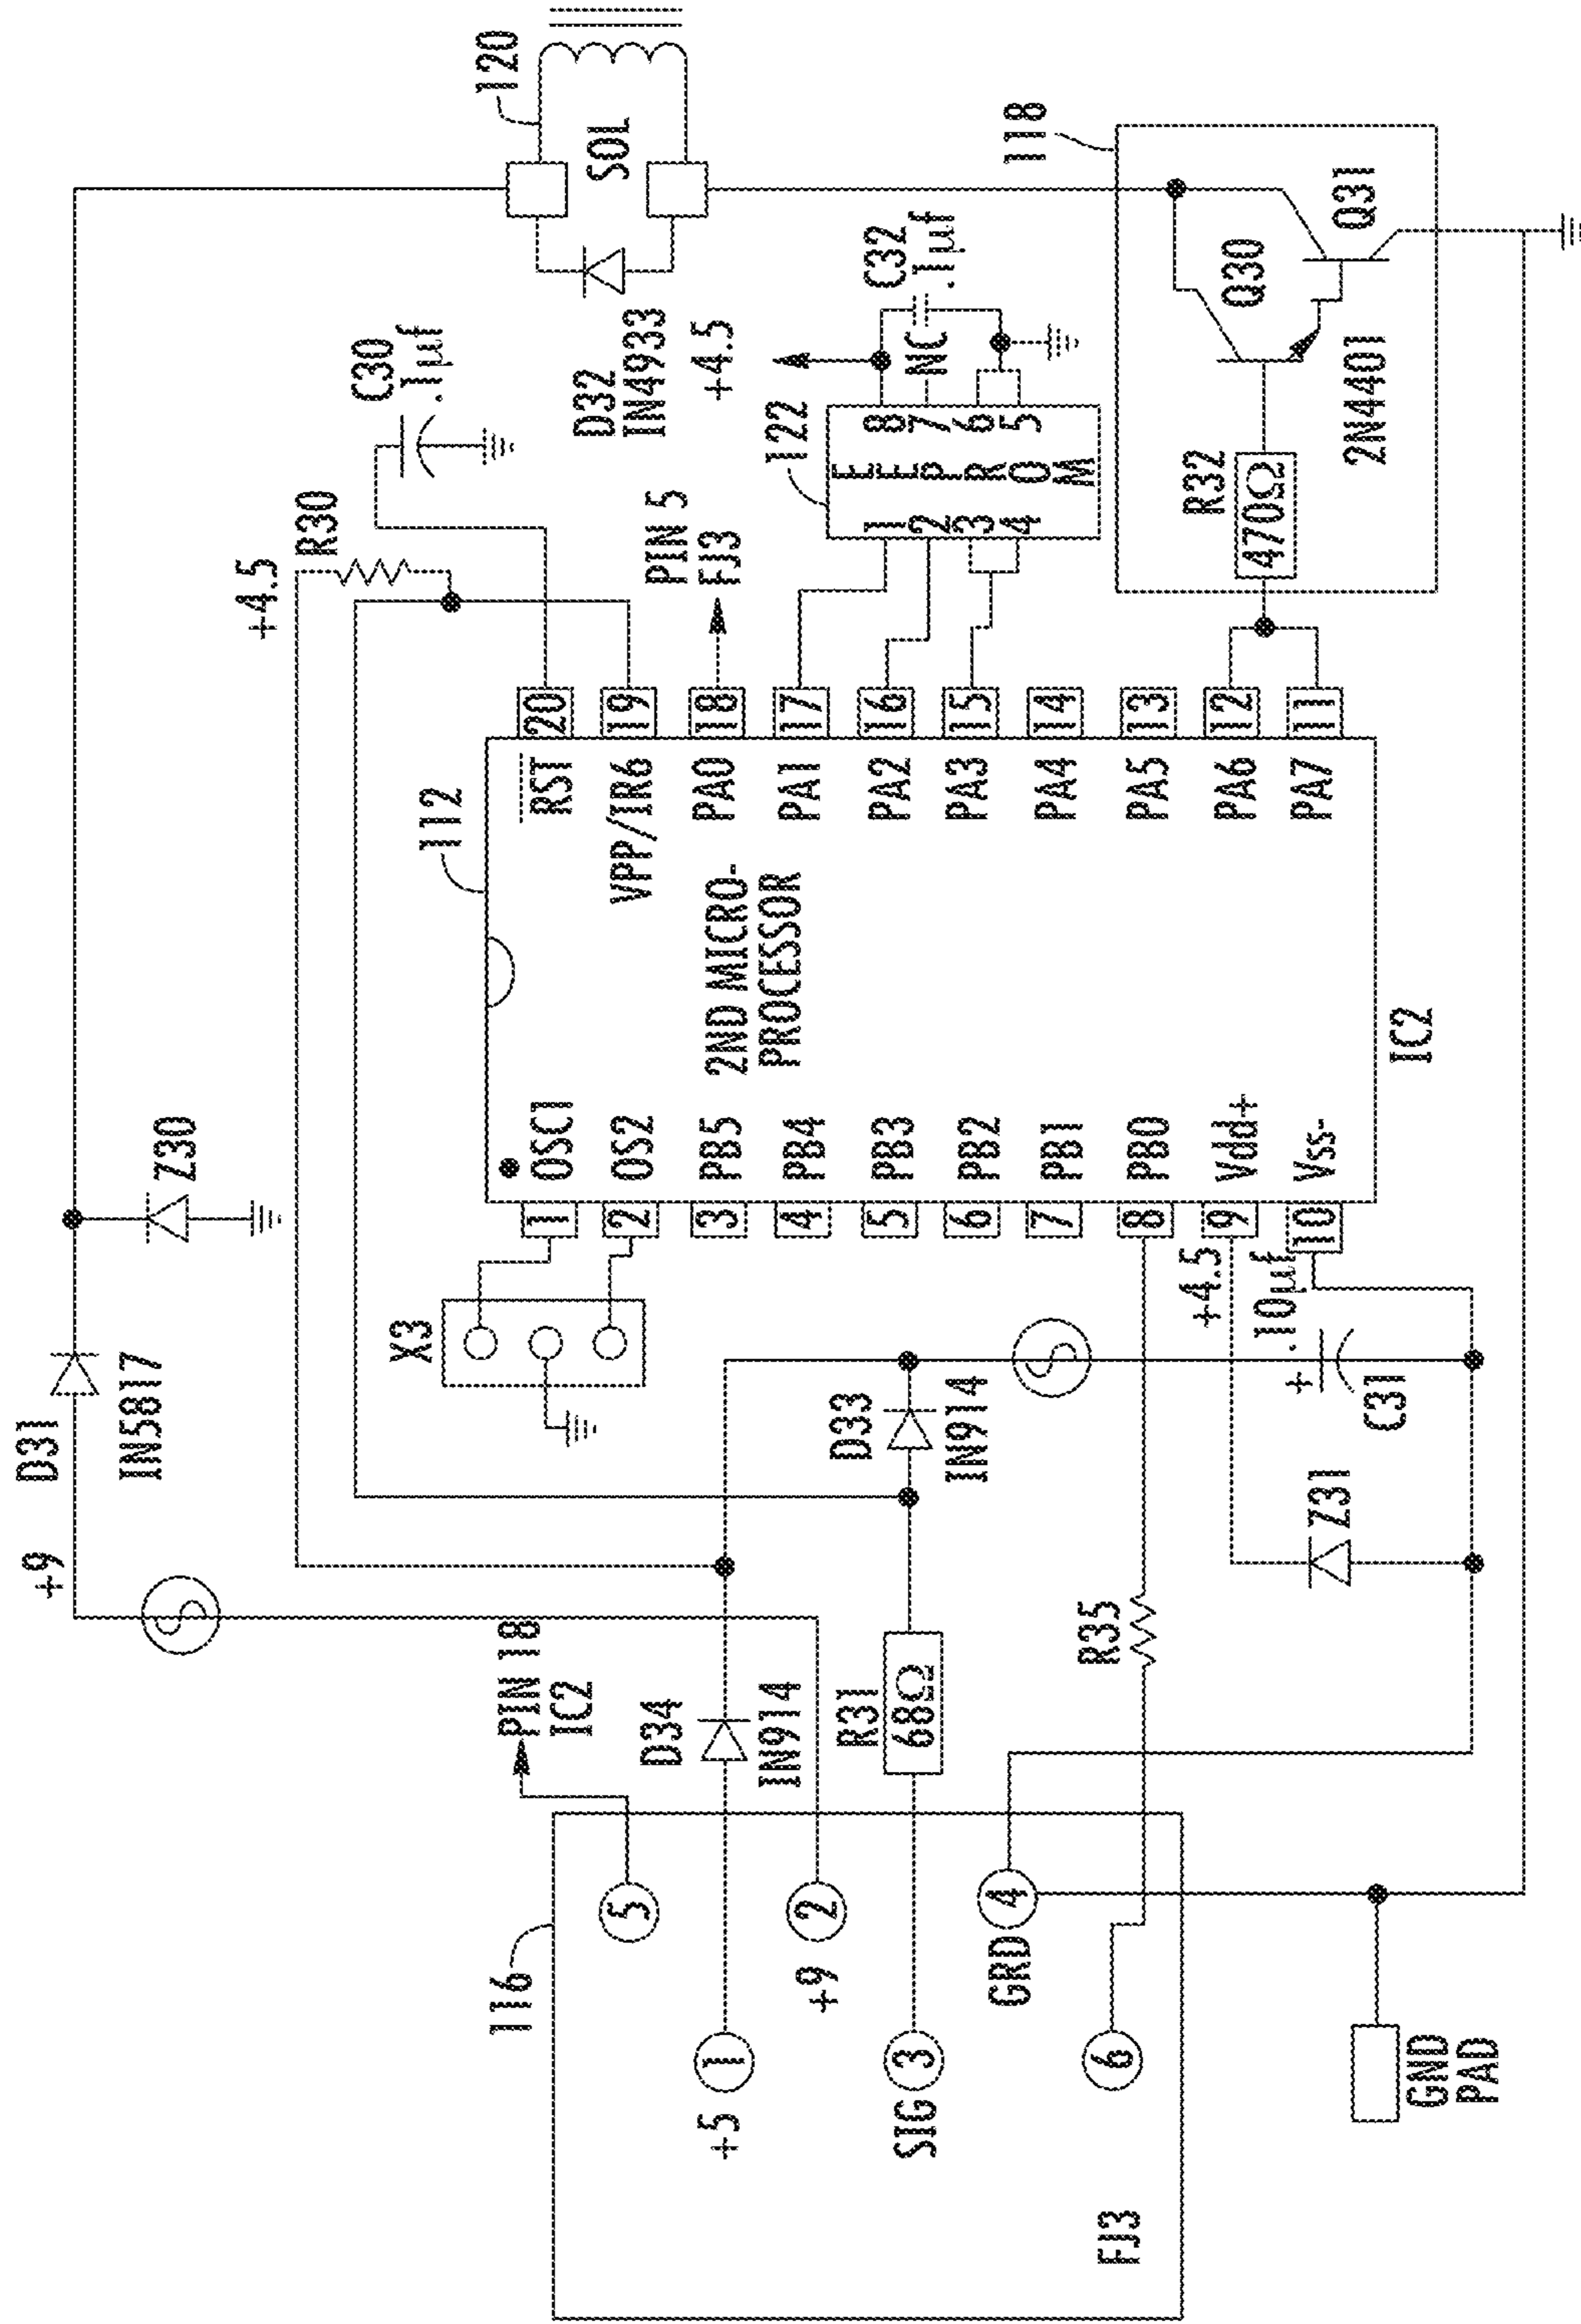 +9
D31
IN5817
Z30
120
SOL
+4.5
R30
C30
.1µf
D32
IN4933
+4.5
C32
.1µf
118
X3
112
PIN 5
FJ3
122
1
2
3
4
EEPROM
8
7
6
5
NC
1
2
3
4
5
6
7
8
9
10
OSC1
OS2
PB5
PB4
PB3
PB2
PB1
PB0
Vdd+
Vss-
2ND MICRO-
PROCESSOR
RST
VPP/IR6
PA0
PA1
PA2
PA3
PA4
PA5
PA6
PA7
20
19
18
17
16
15
14
13
12
11
IC2
R32
470Ω
Q30
Q31
2N4401
PIN 18
IC2
D34
IN914
D33
IN914
R31
68Ω
R35
+4.5
.10µf
+
C31
Z31
116
5
1
+5
2
+9
3
SIG
4
GRD
6
FJ3
GND
PAD